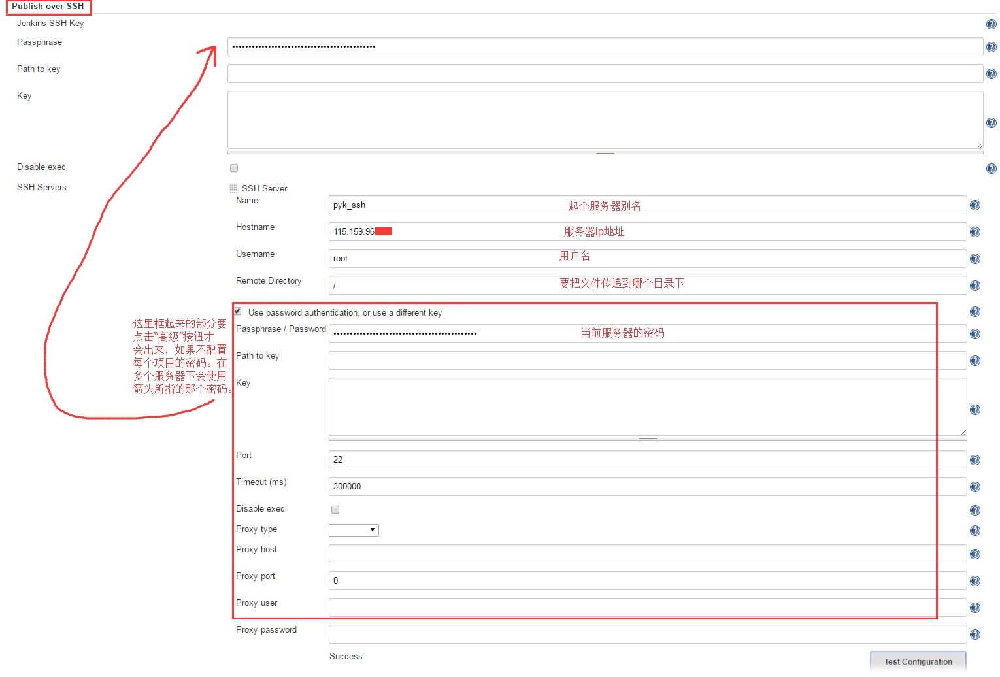 Publish over SSH
Jenkins SSH Key
Passphrase ••••••••••••••••••••••••••••••••••••••••••••
Path to key
Key
Disable exec
SSH Servers
SSH Server
Name pyk_ssh 起个服务器别名
Hostname 115.159.96 服务器ip地址
Username root 用户名
Remote Directory / 要把文件传递到哪个目录下
Use password authentication, or use a different key
这里框起来的部分要
点击“高级”按钮才
会出来，如果不配置
每个项目的密码。在
多个服务器下会使用
箭头所指的那个密码。
Passphrase / Password •••••••••••••••••••••••••••••••••••••••••••• 当前服务器的密码
Path to key
Key
Port 22
Timeout (ms) 300000
Disable exec
Proxy type
Proxy host
Proxy port 0
Proxy user
Proxy password
Success
Test Configuration